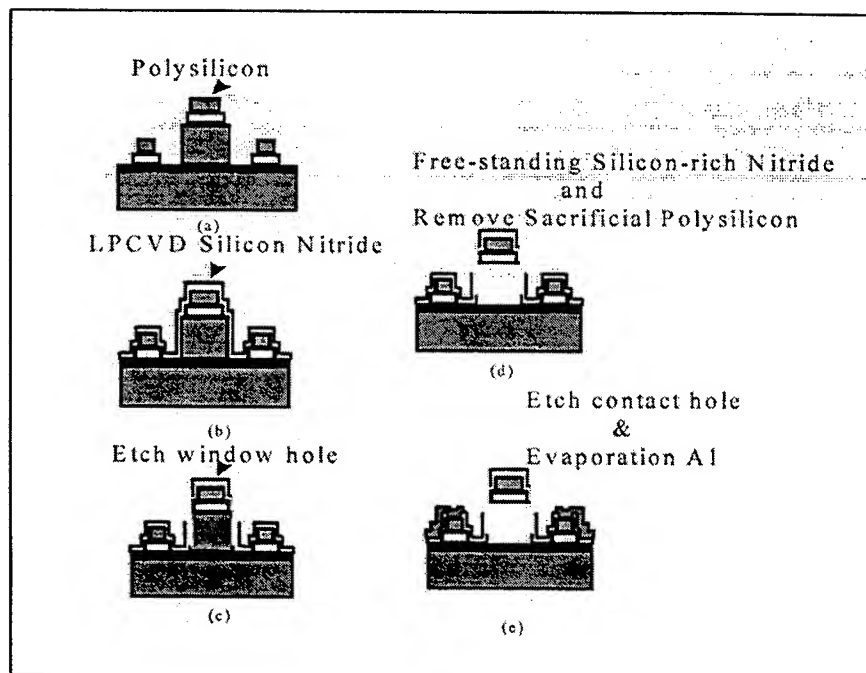 Polysilicon
(a)
LPCVD Silicon Nitride
(b)
Etch window hole
(c)
Free-standing Silicon-rich Nitride
and
Remove Sacrificial Polysilicon
(d)
Etch contact hole
&
Evaporation Al
(e)